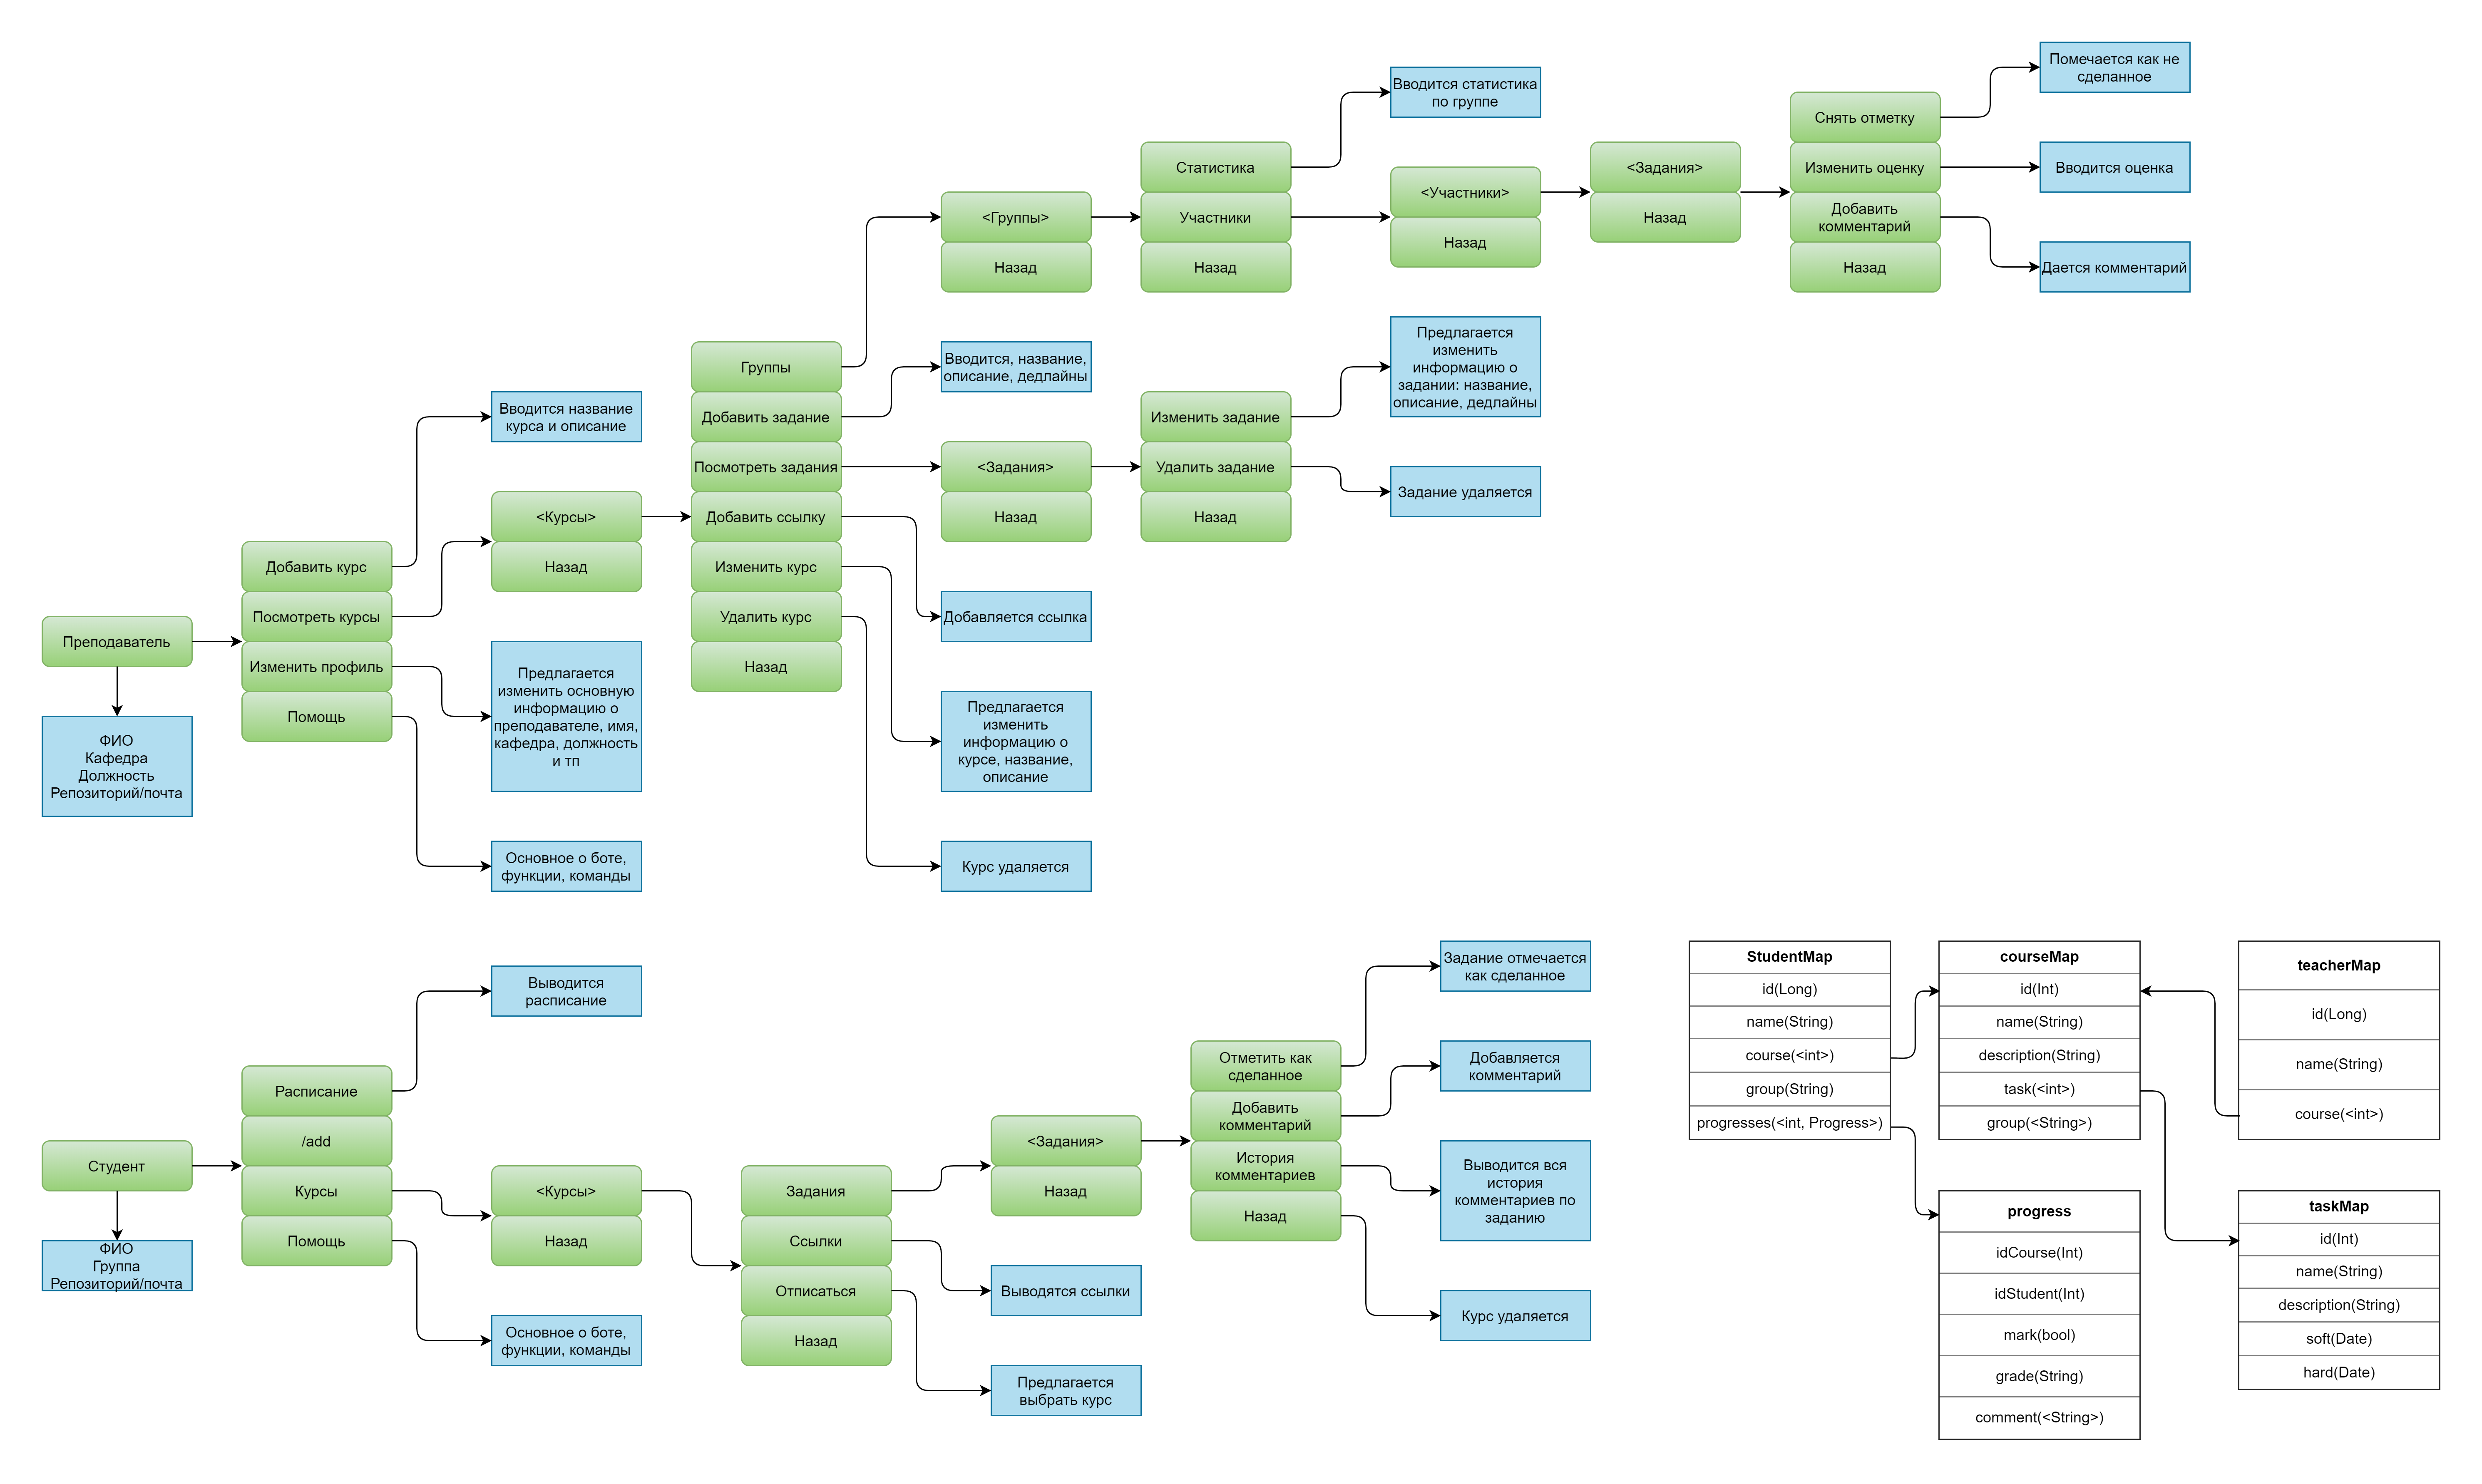 Преподаватель
ФИО
Кафедра
Должность
Репозиторий/почта
Добавить курс
Посмотреть курсы
Изменить профиль
Помощь
Вводится название
курса и описание
<Курсы>
Назад
Предлагается
изменить основную
информацию о
преподавателе, имя,
кафедра, должность
и тп
Основное о боте,
функции, команды
Группы
Добавить задание
Посмотреть задания
Добавить ссылку
Изменить курс
Удалить курс
Назад
<Группы>
Назад
Вводится, название,
описание, дедлайны
<Задания>
Назад
Добавляется ссылка
Предлагается
изменить
информацию о
курсе, название,
описание
Курс удаляется
Статистика
Участники
Назад
Изменить задание
Удалить задание
Назад
Вводится статистика
по группе
<Участники>
Назад
Предлагается
изменить
информацию о
задании: название,
описание, дедлайны
Задание удаляется
<Задания>
Назад
Снять отметку
Изменить оценку
Добавить
комментарий
Назад
Помечается как не
сделанное
Вводится оценка
Дается комментарий
Студент
ФИО
Группа
Репозиторий/почта
Расписание
/add
Курсы
Помощь
Выводится
расписание
<Курсы>
Назад
Основное о боте,
функции, команды
Задания
Ссылки
Отписаться
Назад
<Задания>
Назад
Выводятся ссылки
Предлагается
выбрать курс
Отметить как
сделанное
Добавить
комментарий
История
комментариев
Назад
Задание отмечается
как сделанное
Добавляется
комментарий
Выводится вся
история
комментариев по
заданию
Курс удаляется
StudentMap
id(Long)
name(String)
course(<int>)
group(String)
progresses(<int, Progress>)
courseMap
id(Int)
name(String)
description(String)
task(<int>)
group(<String>)
teacherMap
id(Long)
name(String)
course(<int>)
progress
idCourse(Int)
idStudent(Int)
mark(bool)
grade(String)
comment(<String>)
taskMap
id(Int)
name(String)
description(String)
soft(Date)
hard(Date)